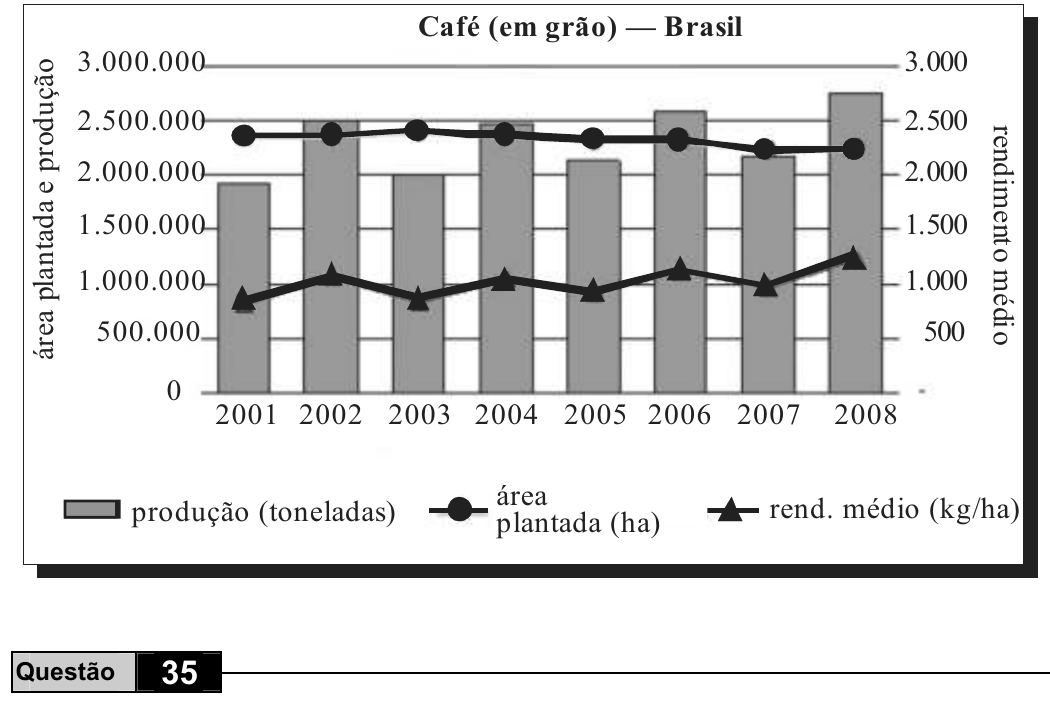 Café (em grão) — Brasil
área plantada e produção
3.000.000
2.500.000
2.000.000
1.500.000
1.000.000
500.000
0
3.000
2.500
2.000
1.500
1.000
500
-
rendimento médio
2001 2002 2003 2004 2005 2006 2007 2008
produção (toneladas)
área
plantada (ha)
rend. médio (kg/ha)
Questão 35